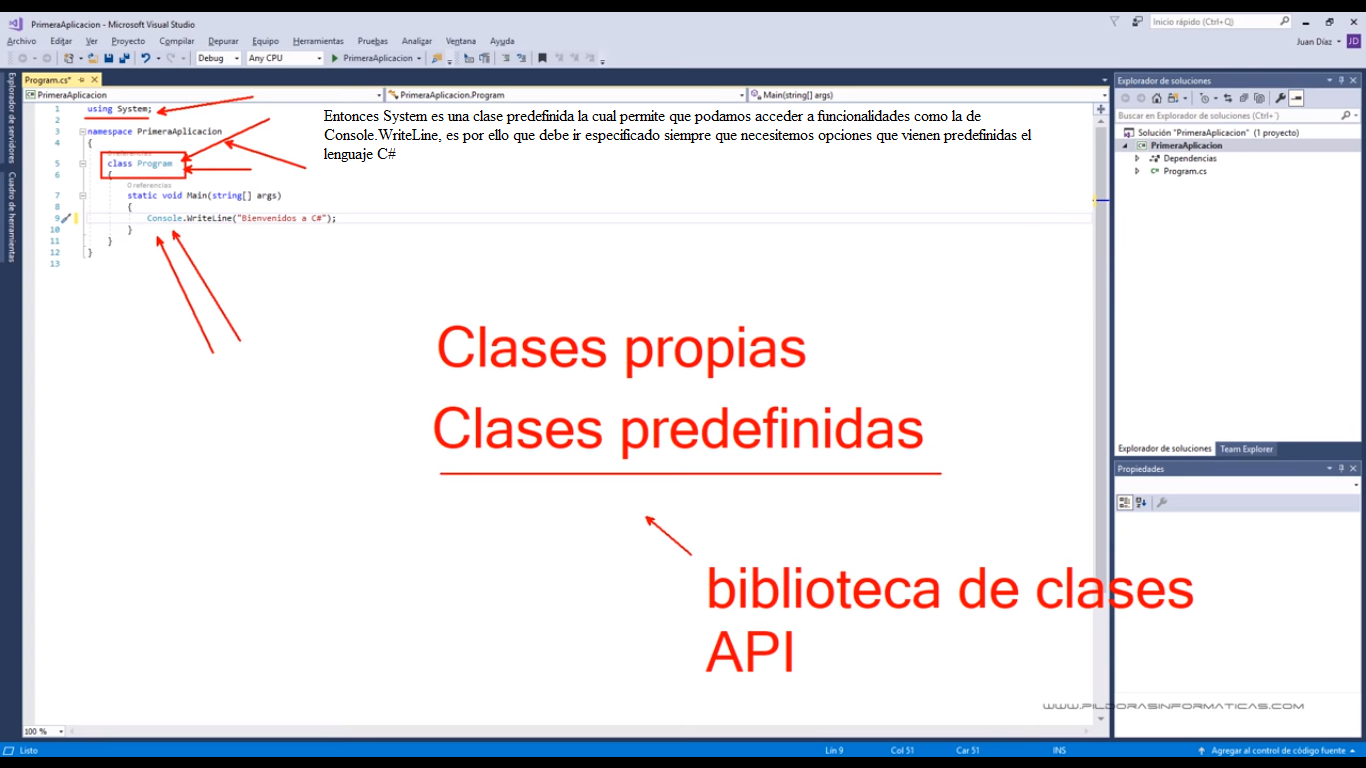 PrimeraAplicacion - Microsoft Visual Studio
Inicio rápido (Ctrl+Q)
Archivo Editar Ver Proyecto Compilar Depurar Equipo Herramientas Pruebas Analizar Ventana Ayuda
Juan Díaz JD
Debug Any CPU PrimeraAplicacion
Explorador de servidores
Cuadro de herramientas
Program.cs*
PrimeraAplicacion PrimeraAplicacion.Program Main(string[] args)
1 using System;
2
3 namespace PrimeraAplicacion
4 {
5 class Program
6 {
0 referencias
7 static void Main(string[] args)
8 {
9 Console.WriteLine("Bienvenidos a C#");
10 }
11 }
12 }
13
Entonces System es una clase predefinida la cual permite que podamos acceder a funcionalidades como la de
Console.WriteLine, es por ello que debe ir especificado siempre que necesitemos opciones que vienen predefinidas el
lenguaje C#
Clases propias
Clases predefinidas
biblioteca de clases
API
Explorador de soluciones
Buscar en Explorador de soluciones (Ctrl+´)
Solución "PrimeraAplicacion" (1 proyecto)
PrimeraAplicacion
Dependencias
Program.cs
Explorador de soluciones Team Explorer
Propiedades
WWW.PILDORASINFORMATICAS.COM
100 %
Listo Lín 9 Col 51 Car 51 INS Agregar al control de código fuente